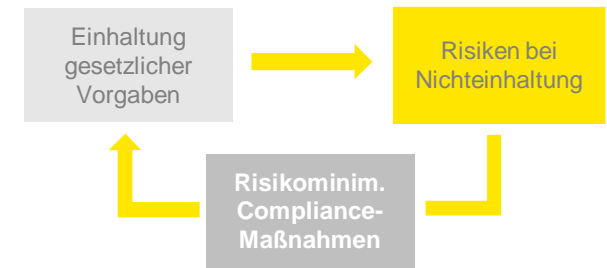 Einhaltung
gesetzlicher
Vorgaben
Risiken bei
Nichteinhaltung
Risikominim.
Compliance-
Maßnahmen